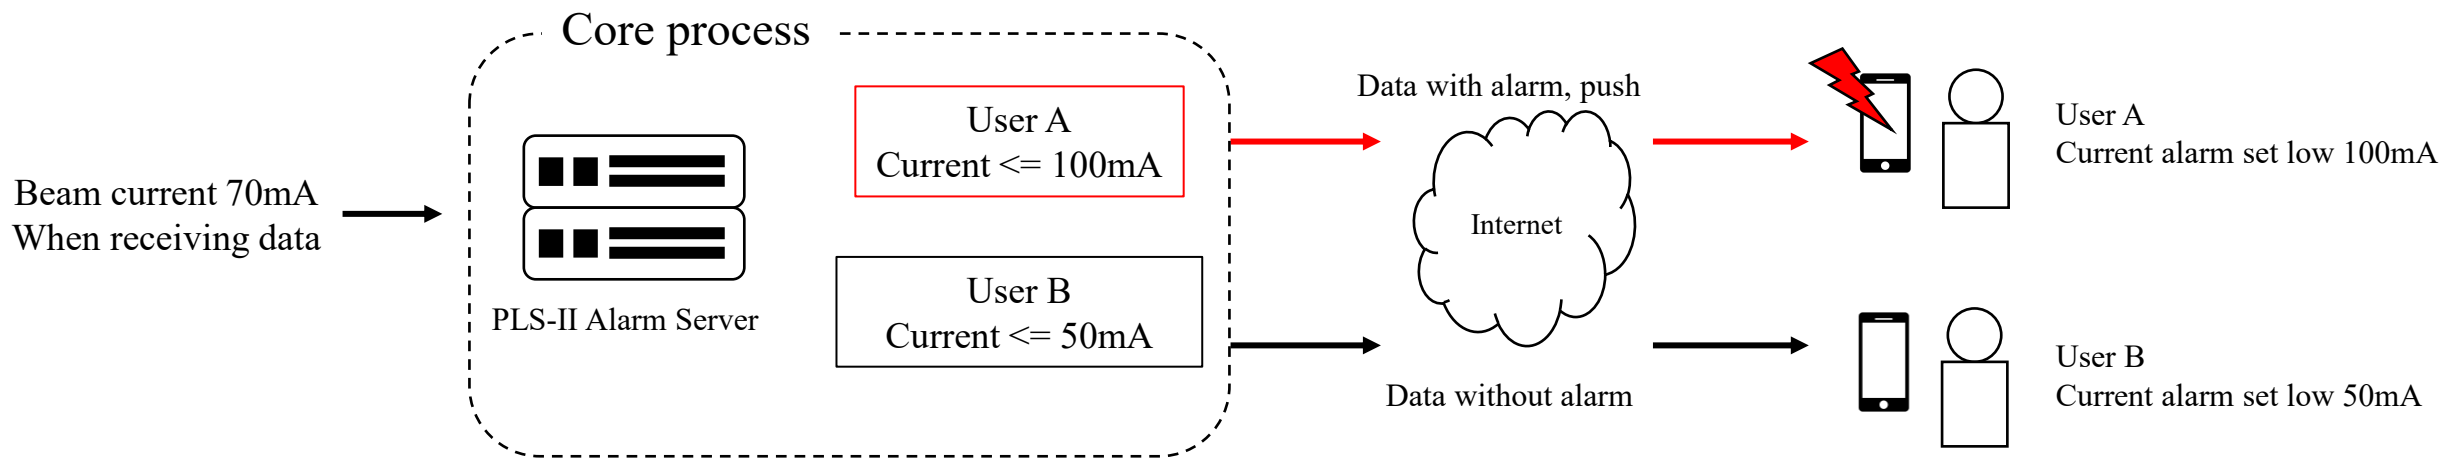 Core process
Beam current 70mA
When receiving data
PLS-II Alarm Server
User A
Current <= 100mA
User B
Current <= 50mA
Data with alarm, push
Internet
Data without alarm
User A
Current alarm set low 100mA
User B
Current alarm set low 50mA